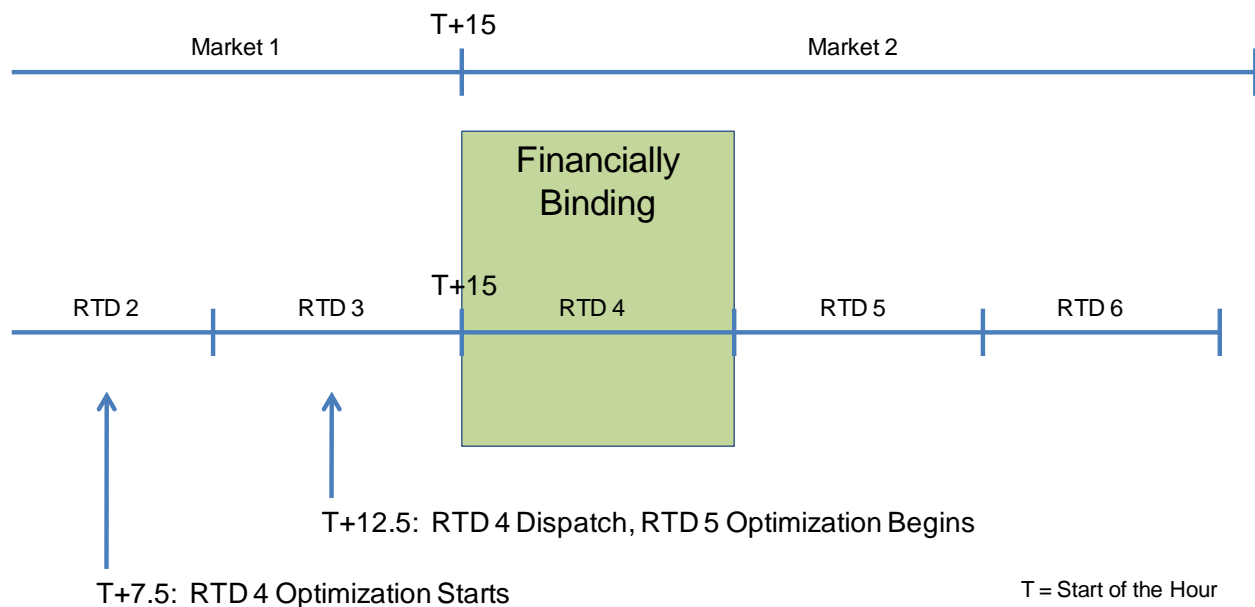 T+15
Market 1
Market 2
Financially
Binding
T+15
RTD 2
RTD 3
RTD 4
RTD 5
RTD 6
T+12.5: RTD 4 Dispatch, RTD 5 Optimization Begins
T+7.5: RTD 4 Optimization Starts
T = Start of the Hour